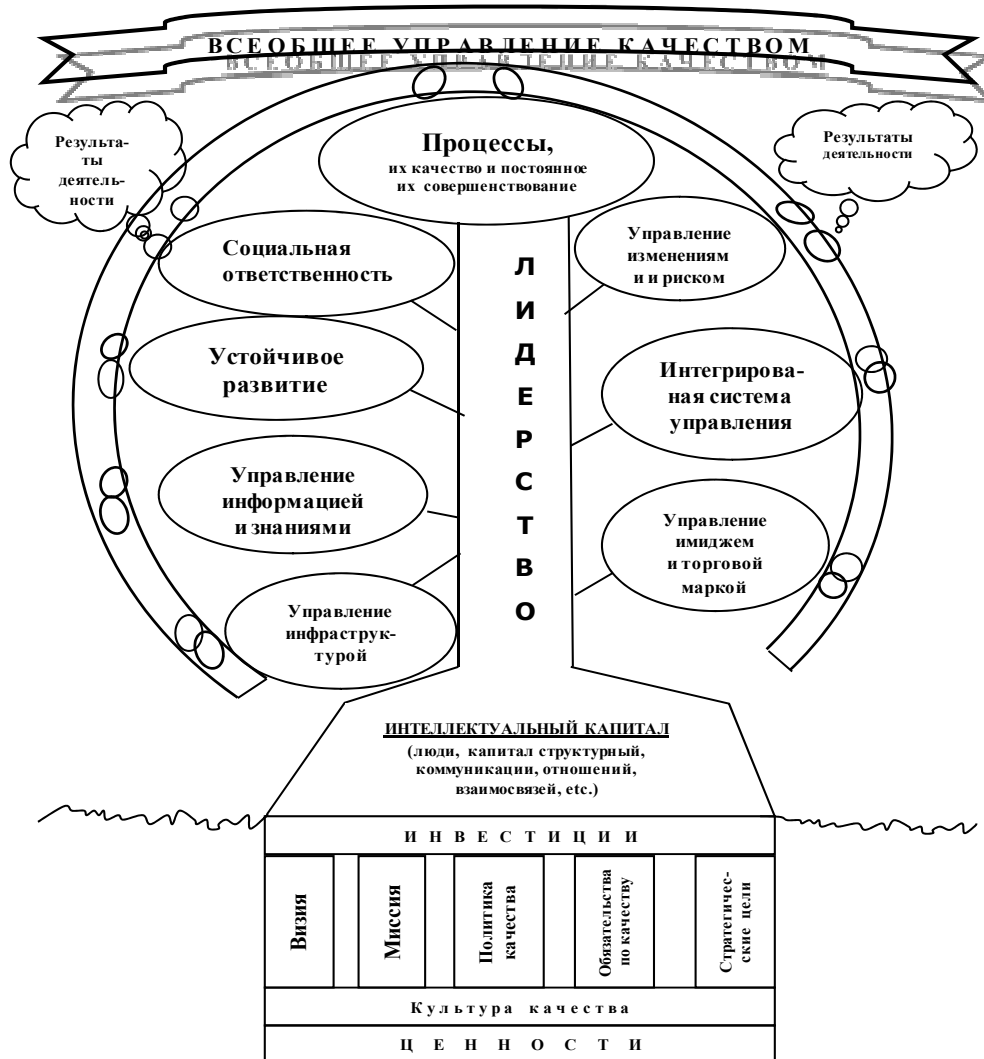 ВСЕОБЩЕЕ УПРАВЛЕНИЕ КАЧЕСТВОМ
Результа-
ты
деятель-
ности
Результаты
деятельности
Процессы,
их качество и постоянное
их совершенствование
Социальная
ответственность
Управление
изменениям
и и риском
Устойчивое
развитие
Интегрирова-
ная система
управления
Управление
информацией
и знаниями
Управление
имиджем
и торговой
маркой
Управление
инфраструк-
турой
Л
И
Д
Е
Р
С
Т
В
О
ИНТЕЛЛЕКТУАЛЬНЫЙ КАПИТАЛ
(люди, капитал структурный,
коммуникации, отношений,
взаимосвязей, etc.)
ИНВЕСТИЦИИ
Визия
Миссия
Политика
качества
Обязательства
по качеству
Стратегичес-
ские цели
Культура качества
ЦЕННОСТИ